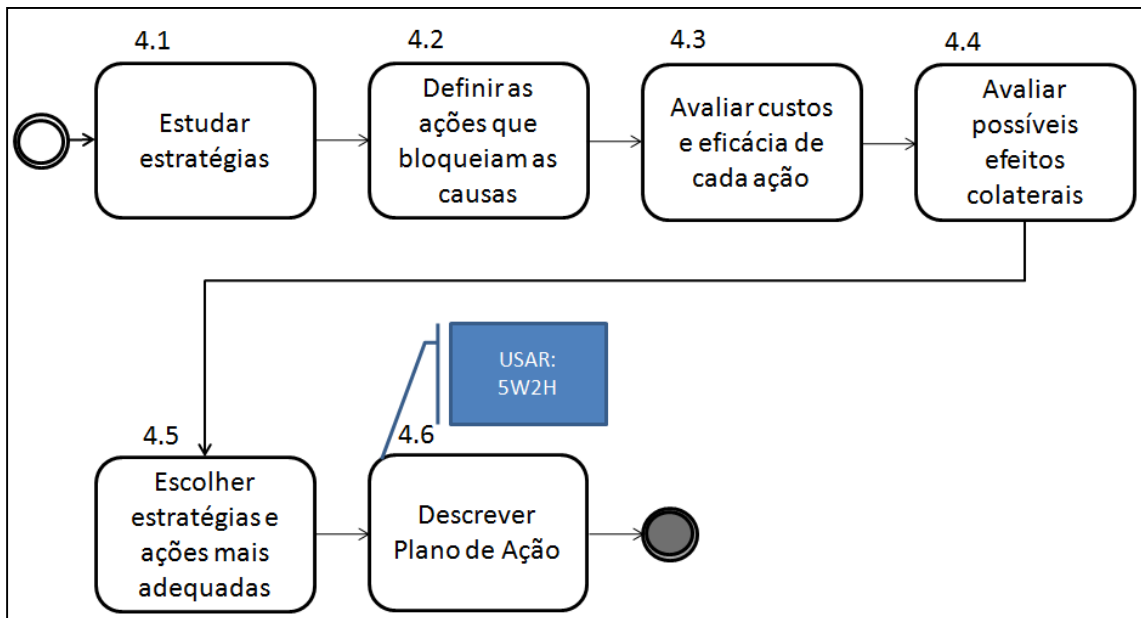 4.1
Estudar
estratégias
4.2
Definir as
ações que
bloqueiam as
causas
4.3
Avaliar custos
e eficácia de
cada ação
4.4
Avaliar
possíveis
efeitos
colaterais
USAR:
5W2H
4.5
Escolher
estratégias e
ações mais
adequadas
4.6
Descrever
Plano de Ação